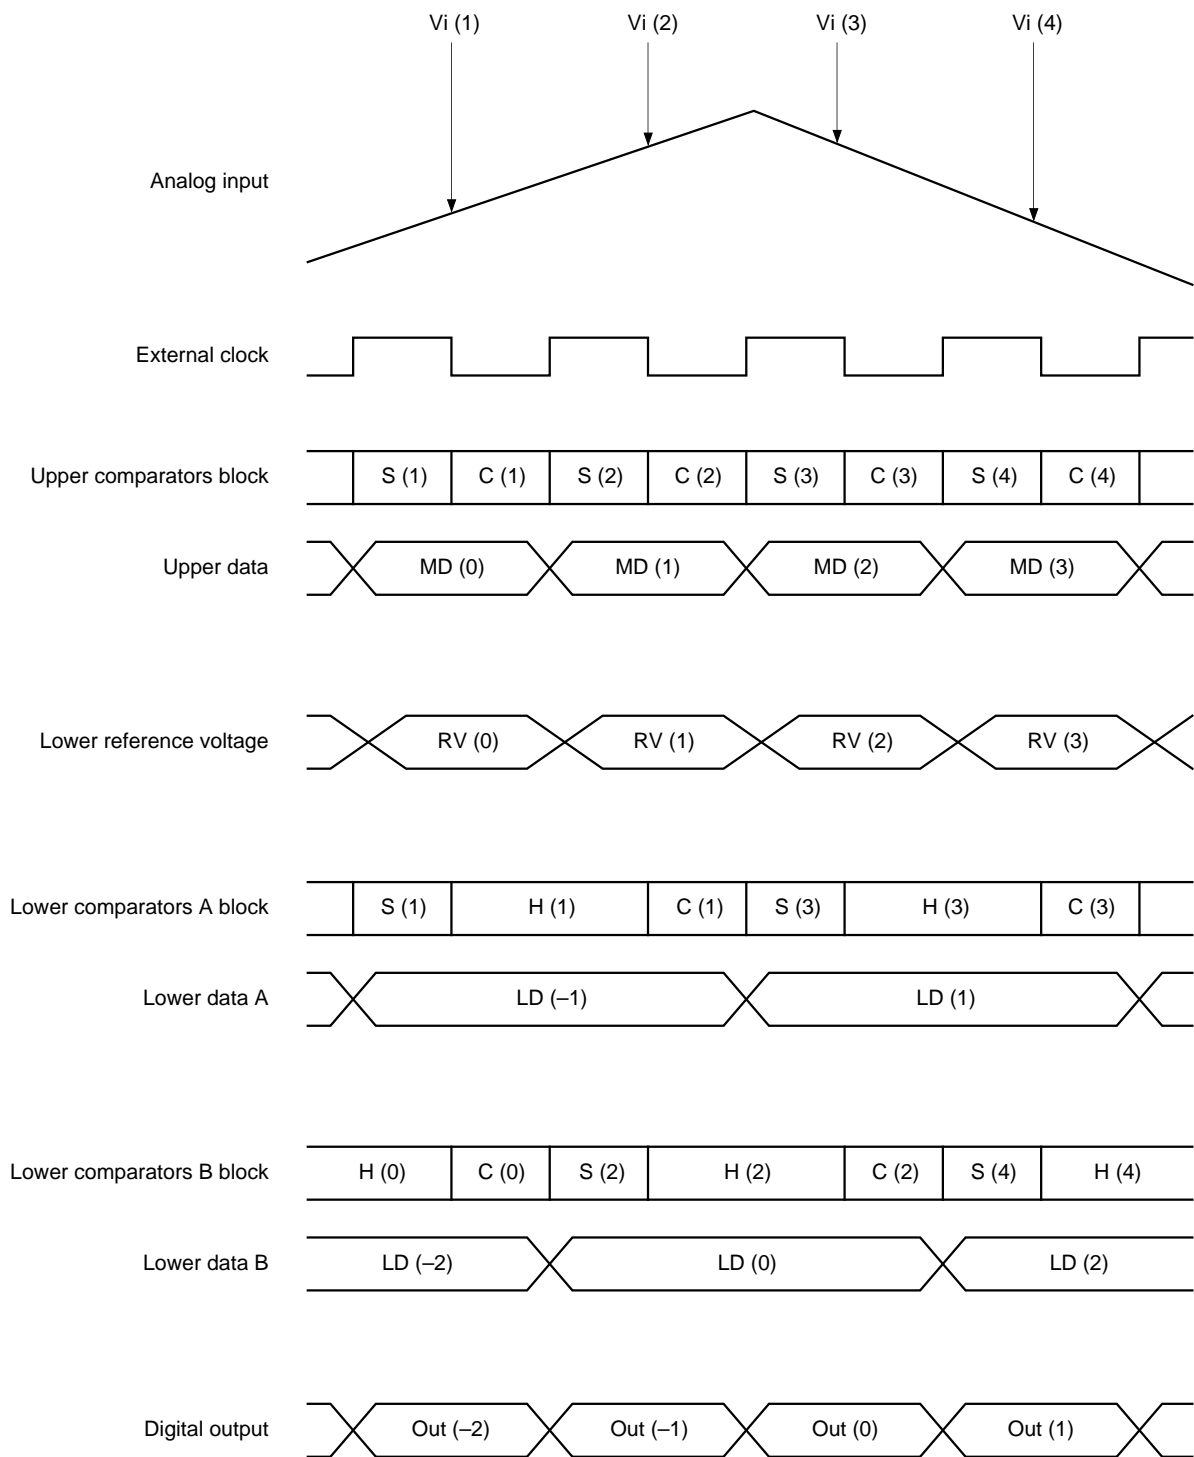 Vi (1) Vi (2) Vi (3) Vi (4)
Analog input
External clock
Upper comparators block S (1) C (1) S (2) C (2) S (3) C (3) S (4) C (4)
Upper data MD (0) MD (1) MD (2) MD (3)
Lower reference voltage RV (0) RV (1) RV (2) RV (3)
Lower comparators A block S (1) H (1) C (1) S (3) H (3) C (3)
Lower data A LD (–1) LD (1)
Lower comparators B block H (0) C (0) S (2) H (2) C (2) S (4) H (4)
Lower data B LD (–2) LD (0) LD (2)
Digital output Out (–2) Out (–1) Out (0) Out (1)